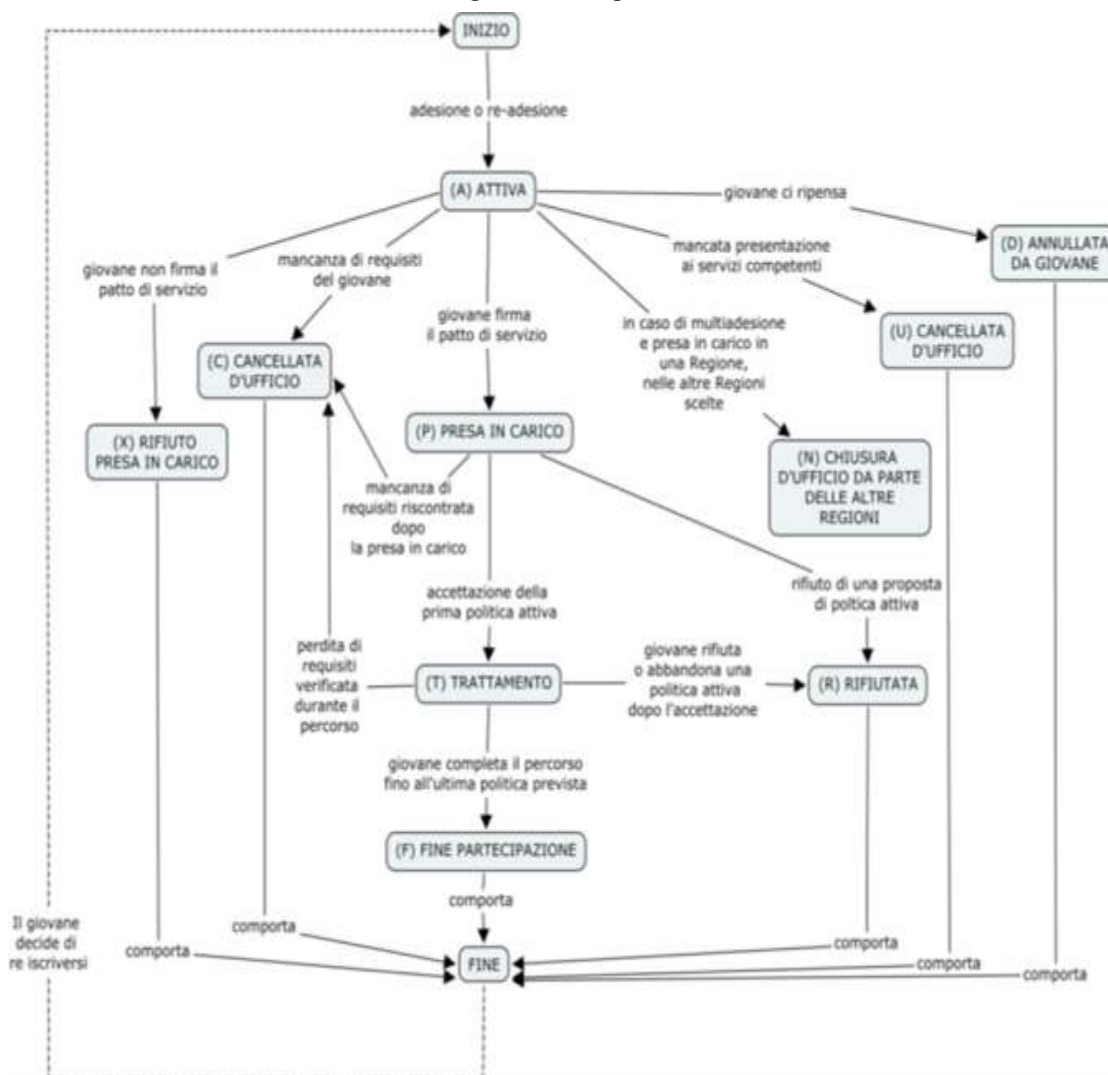 INIZIO
adesione o re-adesione
(A) ATTIVA
giovane ci ripensa
(D) ANNULLATA
DA GIOVANE
mancata presentazione
ai servizi competenti
(U) CANCELLATA
D'UFFICIO
giovane non firma il
patto di servizio
mancanza di requisiti
del giovane
giovane firma
il patto di servizio
in caso di multiadesione
e presa in carico in
una Regione,
nelle altre Regioni
scelte
(C) CANCELLATA
D'UFFICIO
(X) RIFIUTO
PRESA IN CARICO
(P) PRESA IN CARICO
(N) CHIUSURA
D'UFFICIO DA PARTE
DELLE ALTRE
REGIONI
mancanza di
requisiti riscontrata
dopo
la presa in carico
accettazione della
prima politica attiva
rifiuto di una proposta
di poltica attiva
perdita di
requisiti
verificata
durante il
percorso
(T) TRATTAMENTO
giovane rifiuta
o abbandona una
politica attiva
dopo l'accettazione
(R) RIFIUTATA
giovane completa il percorso
fino all'ultima politica prevista
(F) FINE PARTECIPAZIONE
comporta
Il giovane
decide di
re iscriversi
comporta
comporta
FINE
comporta
comporta
comporta